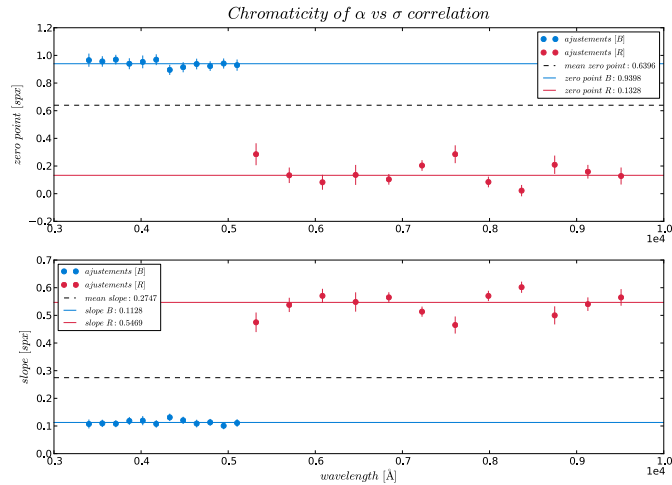 Chromaticity of α vs σ correlation
zero point [spx]
1.2
1.0
0.8
0.6
0.4
0.2
0.0
−0.2
ajustements [B]
ajustements [R]
mean zero point : 0.6396
zero point B : 0.9398
zero point R : 0.1328
0.3 0.4 0.5 0.6 0.7 0.8 0.9 1.0
1e4
slope [spx]
0.7
0.6
0.5
0.4
0.3
0.2
0.1
0.0
ajustements [B]
ajustements [R]
mean slope : 0.2747
slope B : 0.1128
slope R : 0.5469
0.3 0.4 0.5 0.6 0.7 0.8 0.9 1.0
1e4
wavelength [Å]